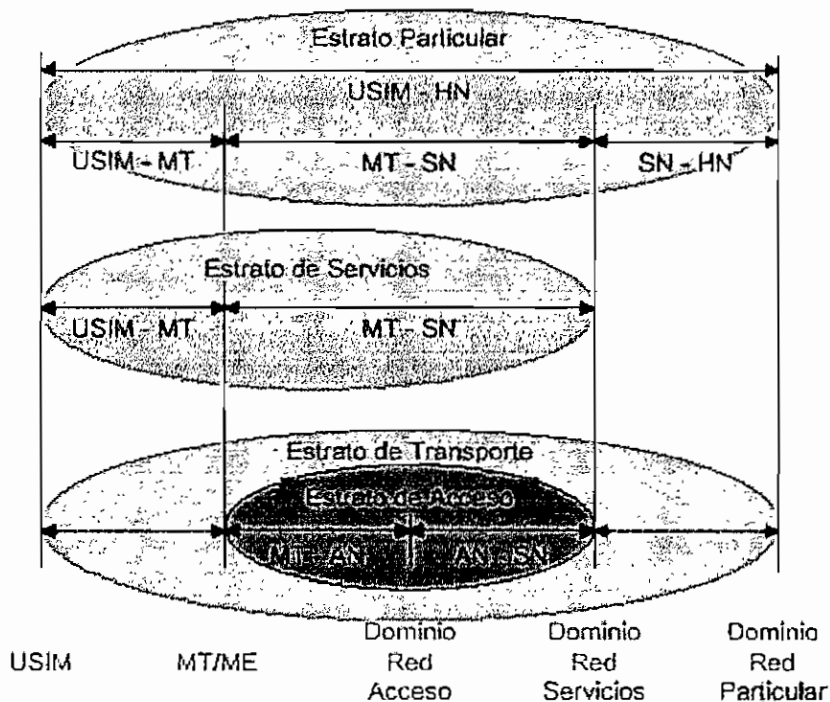 Estrato Particular
USIM - HN
USIM - MT MT - SN SN - HN
Estrato de Servicios
USIM - MT MT - SN
Estrato de Transporte
Estrato de Acceso
MT - AN AN - SN
USIM MT/ME Dominio Red Acceso Dominio Red Servicios Dominio Red Particular